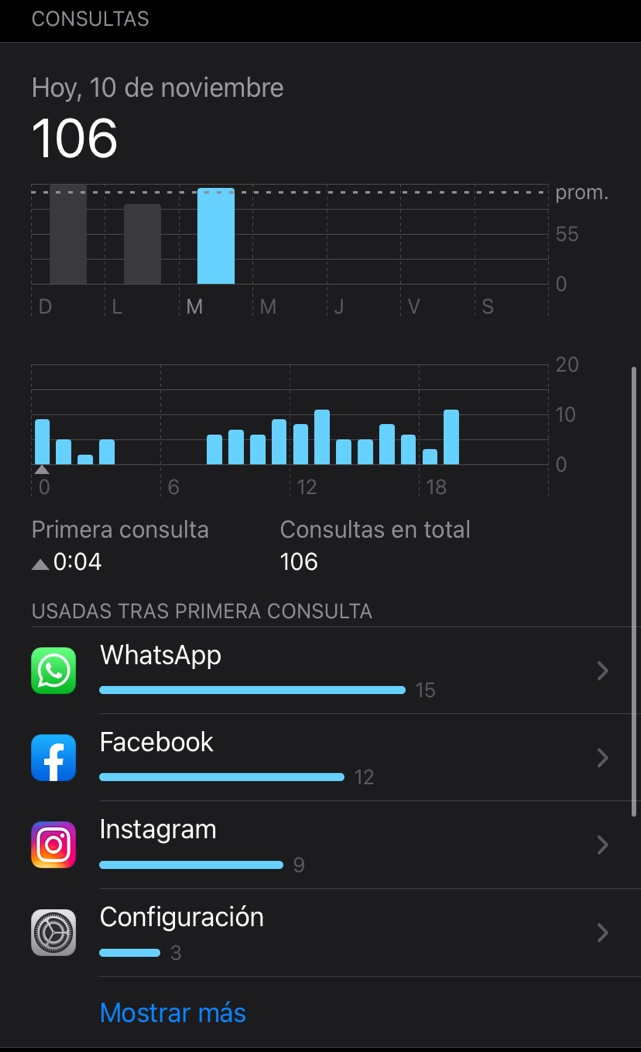 CONSULTAS
Hoy, 10 de noviembre
106
prom.
55
0
D L M M J V S
20
10
0
0 6 12 18
Primera consulta Consultas en total
0:04 106
USADAS TRAS PRIMERA CONSULTA
WhatsApp
15
Facebook
12
Instagram
9
Configuración
3
Mostrar más